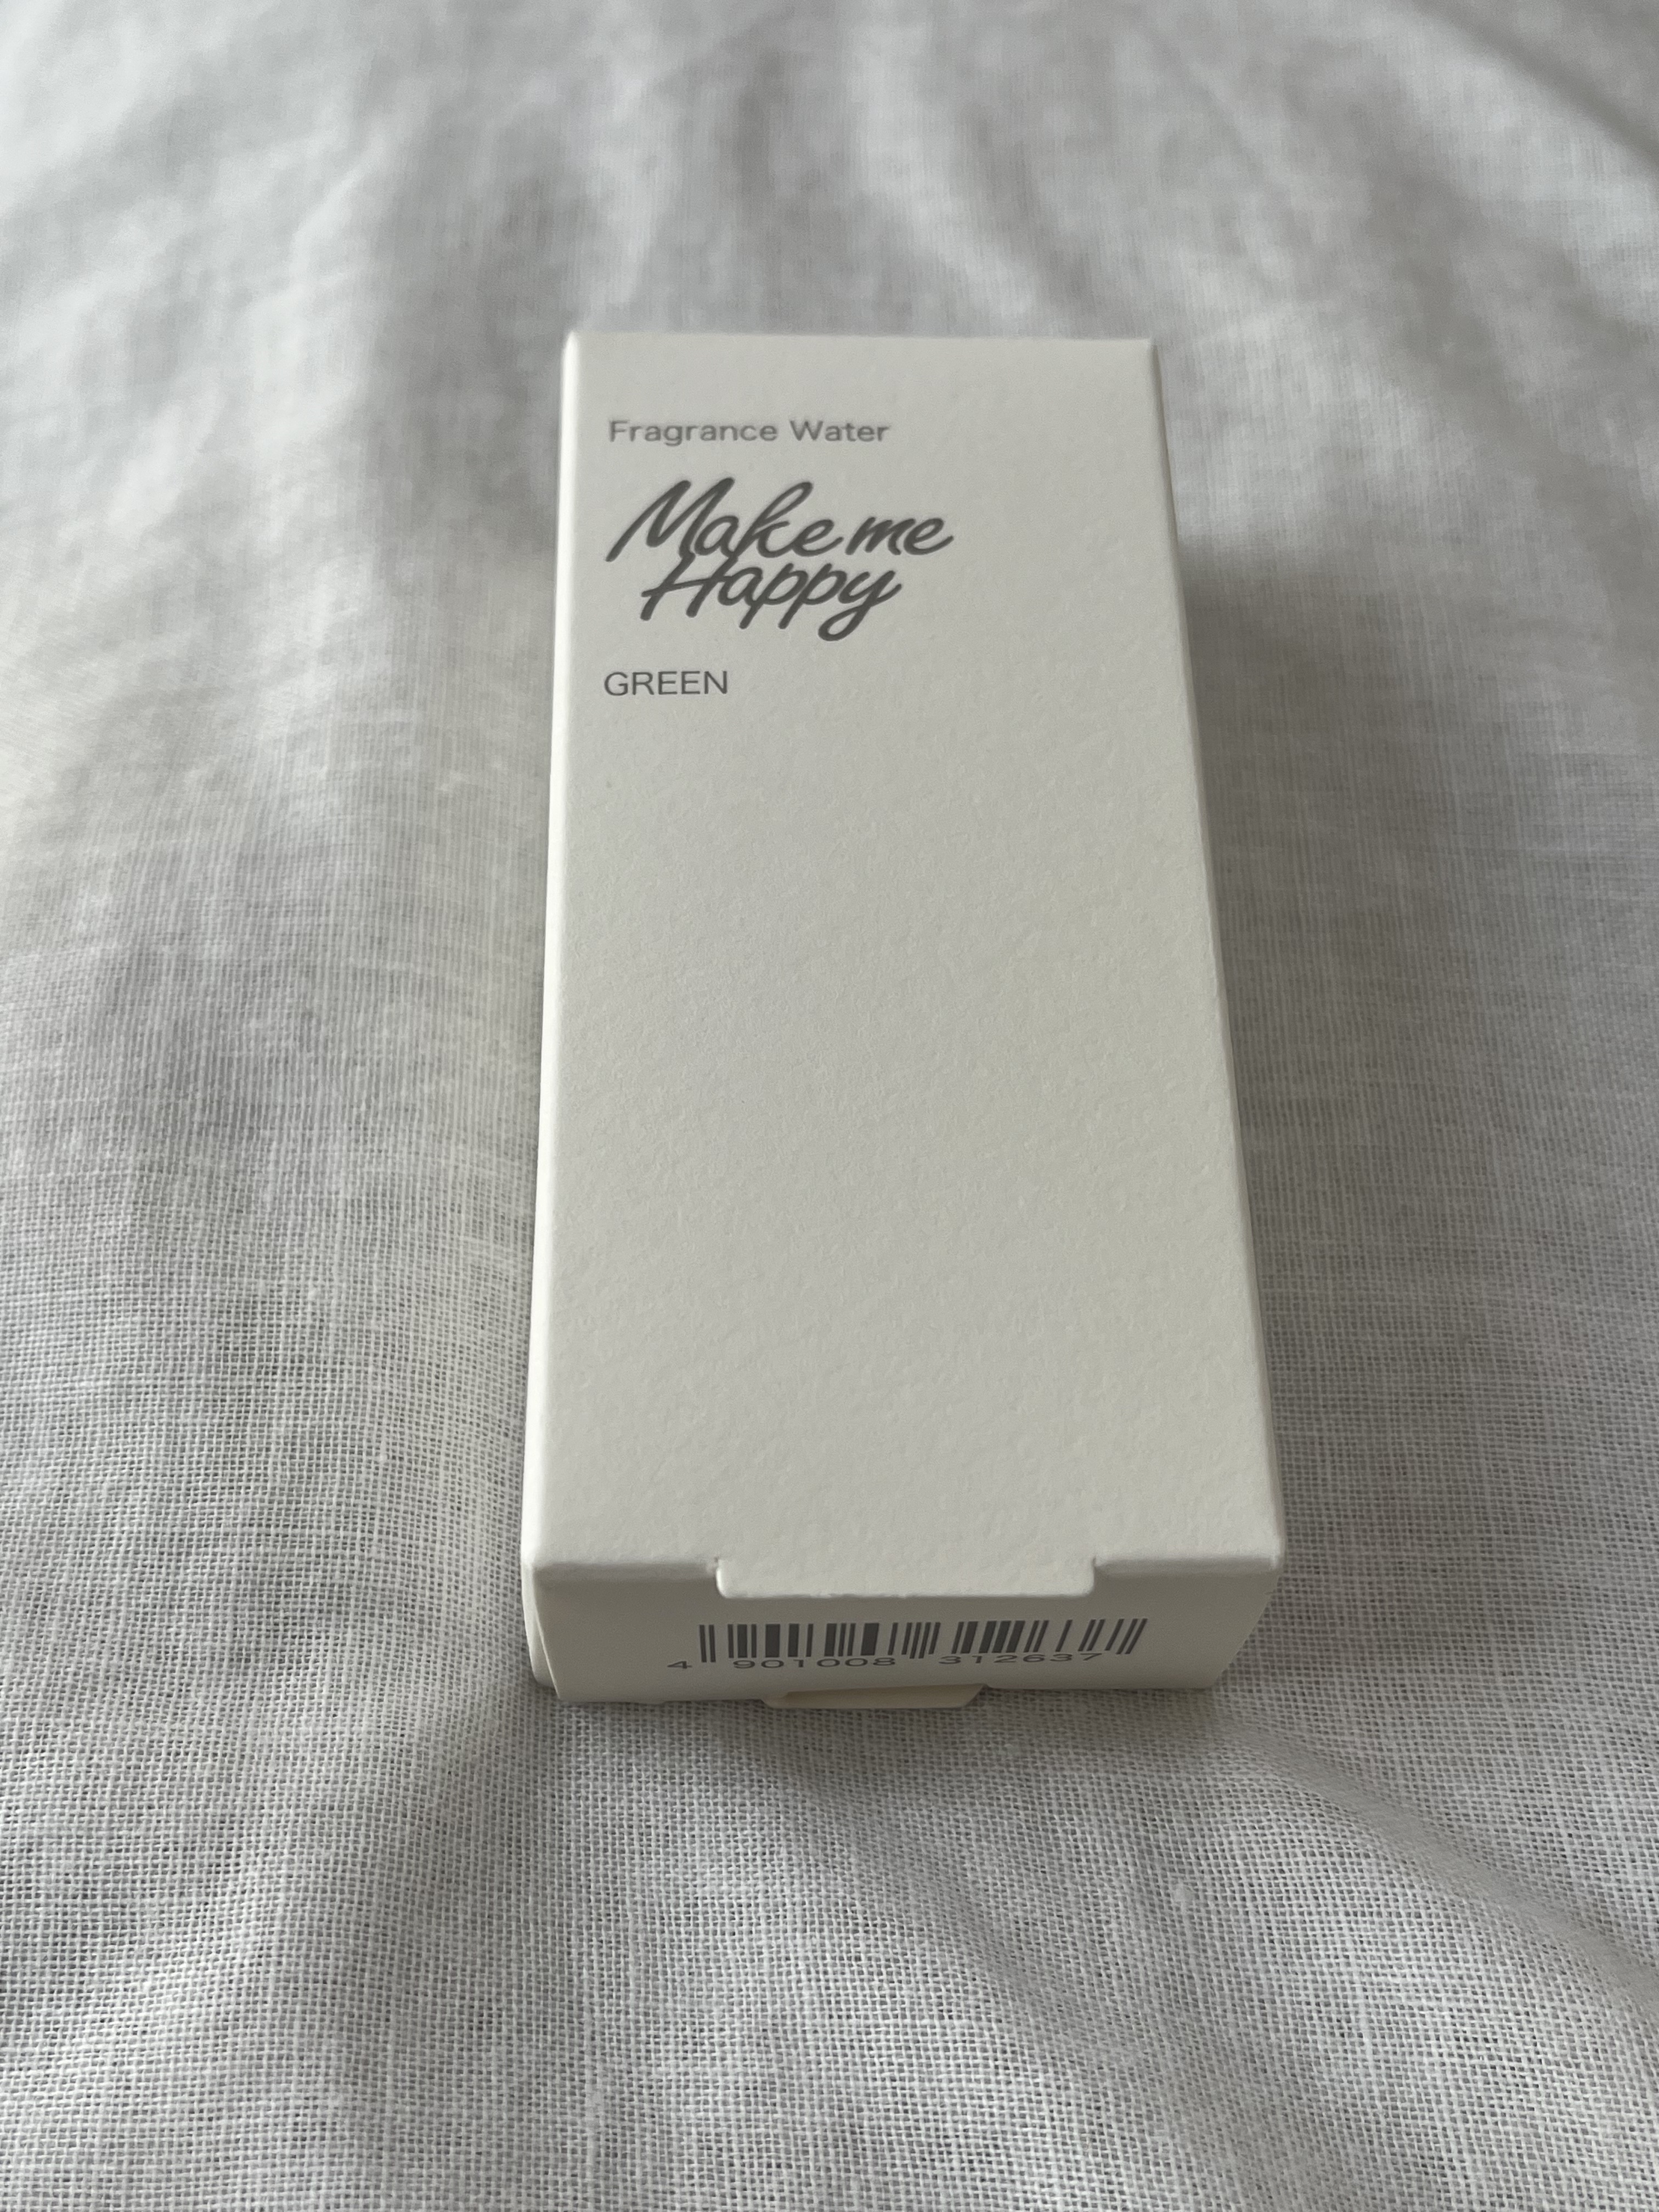 Fragrance Water
Make me
Happy
GREEN
4 901008 312637